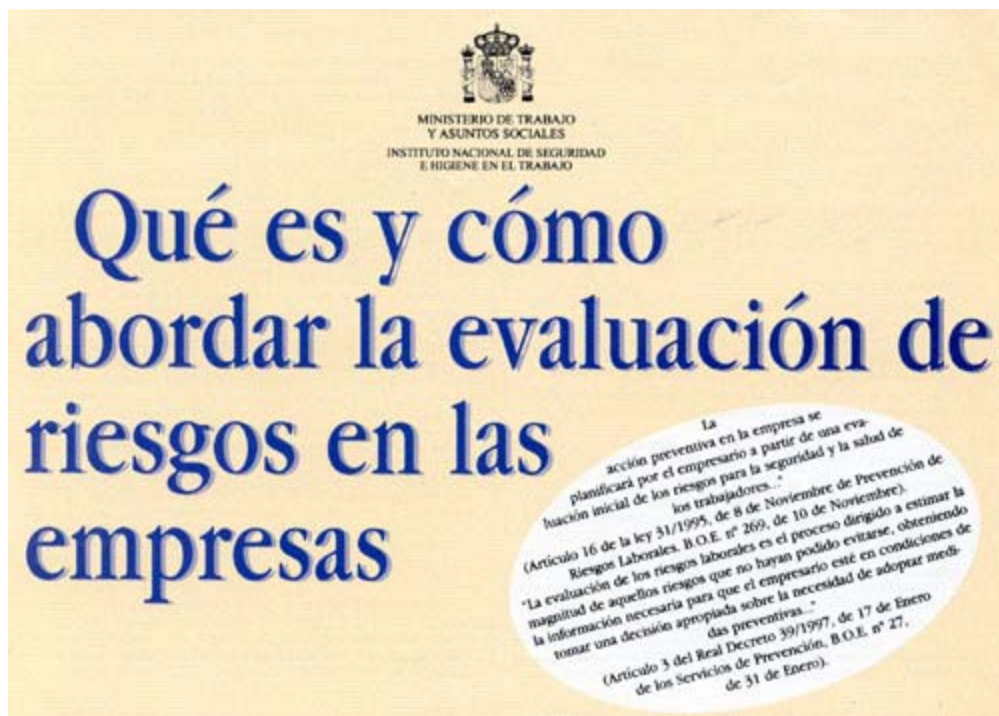 MINISTERIO DE TRABAJO
Y ASUNTOS SOCIALES
INSTITUTO NACIONAL DE SEGURIDAD
E HIGIENE EN EL TRABAJO
Qué es y cómo
abordar la evaluación de
riesgos en las
empresas
La
acción preventiva en la empresa se
planificará por el empresario a partir de una eva-
luación inicial de los riesgos para la seguridad y la salud de
los trabajadores..."
(Artículo 16 de la ley 31/1995, de 8 de Noviembre de Prevención de
Riesgos Laborales. B.O.E. nº 269, de 10 de Noviembre).
"La evaluación de los riesgos laborales es el proceso dirigido a estimar la
magnitud de aquellos riesgos que no hayan podido evitarse, obteniendo
la información necesaria para que el empresario esté en condiciones de
tomar una decisión apropiada sobre la necesidad de adoptar medi-
das preventivas..."
(Artículo 3 del Real Decreto 39/1997, de 17 de Enero
de los Servicios de Prevención, B.O.E. nº 27,
de 31 de Enero).